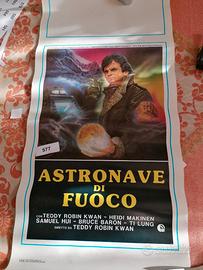 577
ASTRONAVE
DI
FUOCO
CON TEDDY ROBIN KWAN - HEIDI MAKINEN
SAMUEL HUI - BRUCE BARON - TI LUNG
DIRETTO DA TEDDY ROBIN KWAN